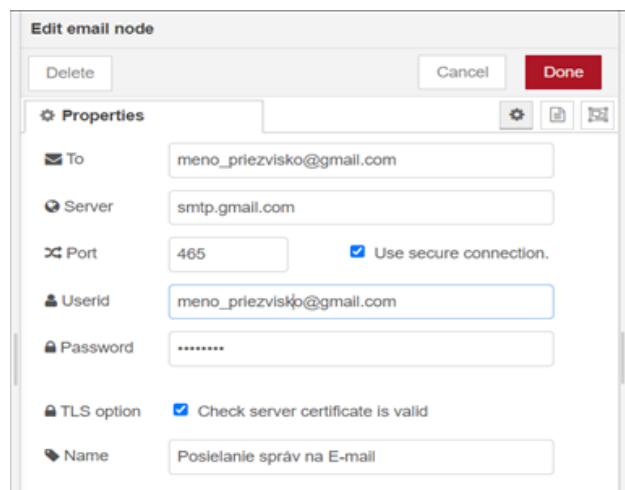 Edit email node
Delete Cancel Done
Properties
To meno_priezvisko@gmail.com
Server smtp.gmail.com
Port 465 Use secure connection.
Userid meno_priezvisko@gmail.com
Password ••••••••
TLS option Check server certificate is valid
Name Posielanie správ na E-mail